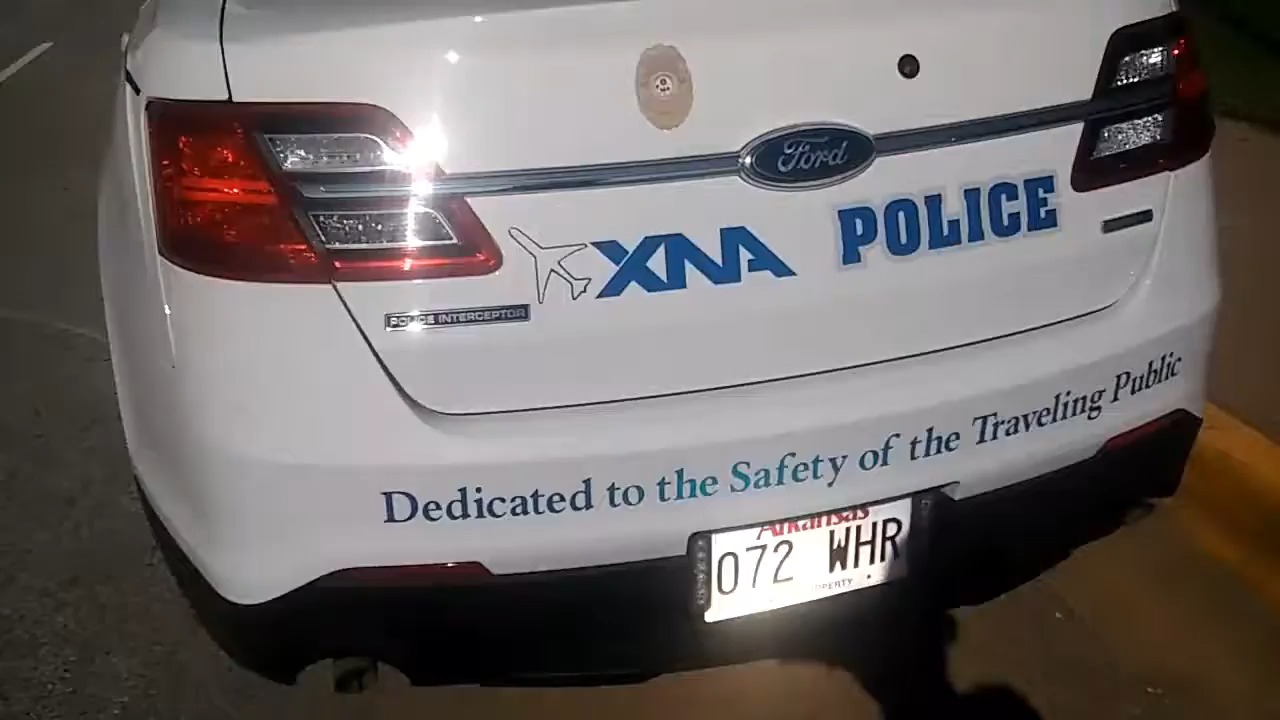 Ford
XNA POLICE
POLICE INTERCEPTOR
Dedicated to the Safety of the Traveling Public
Arkansas
072 WHR